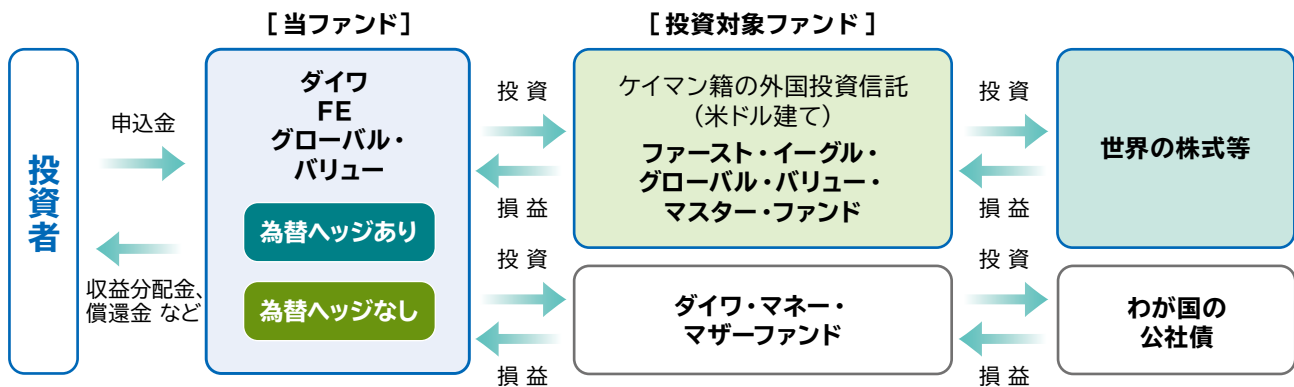 [ 当ファンド]
[ 投資対象ファンド ]
投資者
申込金
収益分配金、
償還金 など
ダイワ
FE
グローバル・
バリュー
為替ヘッジあり
為替ヘッジなし
投 資
損 益
投 資
損 益
ケイマン籍の外国投資信託
(米ドル建て)
ファースト・イーグル・
グローバル・バリュー・
マスター・ファンド
ダイワ・マネー・
マザーファンド
投 資
損 益
投 資
損 益
世界の株式等
わが国の
公社債